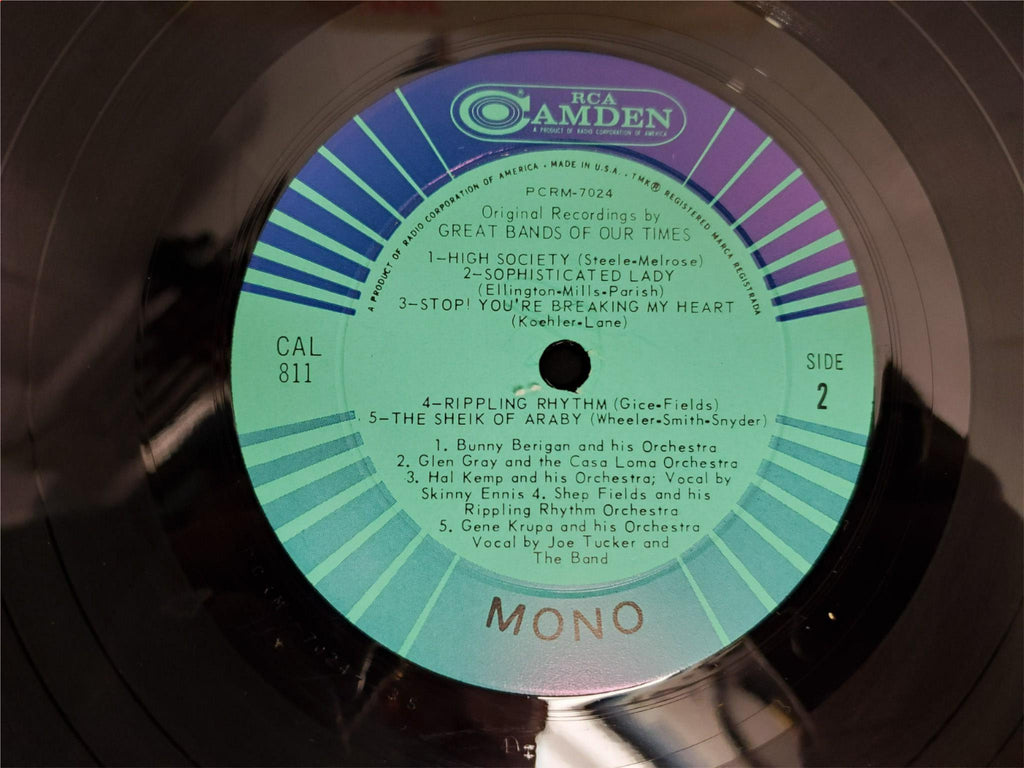 RCA
CAMDEN
®
A PRODUCT OF RADIO CORPORATION OF AMERICA
A PRODUCT OF RADIO CORPORATION OF AMERICA • MADE IN U.S.A. • TMK ® REGISTERED MARCA REGISTRADA
PCRM-7024
Original Recordings by
GREAT BANDS OF OUR TIMES
1-HIGH SOCIETY (Steele-Melrose)
2-SOPHISTICATED LADY
(Ellington-Mills-Parish)
3-STOP! YOU'RE BREAKING MY HEART
(Koehler-Lane)
CAL
811
SIDE
2
4-RIPPLING RHYTHM (Gice-Fields)
5-THE SHEIK OF ARABY (Wheeler-Smith-Snyder)
1. Bunny Berigan and his Orchestra
2. Glen Gray and the Casa Loma Orchestra
3. Hal Kemp and his Orchestra; Vocal by
Skinny Ennis 4. Shep Fields and his
Rippling Rhythm Orchestra
5. Gene Krupa and his Orchestra
Vocal by Joe Tucker and
The Band
MONO